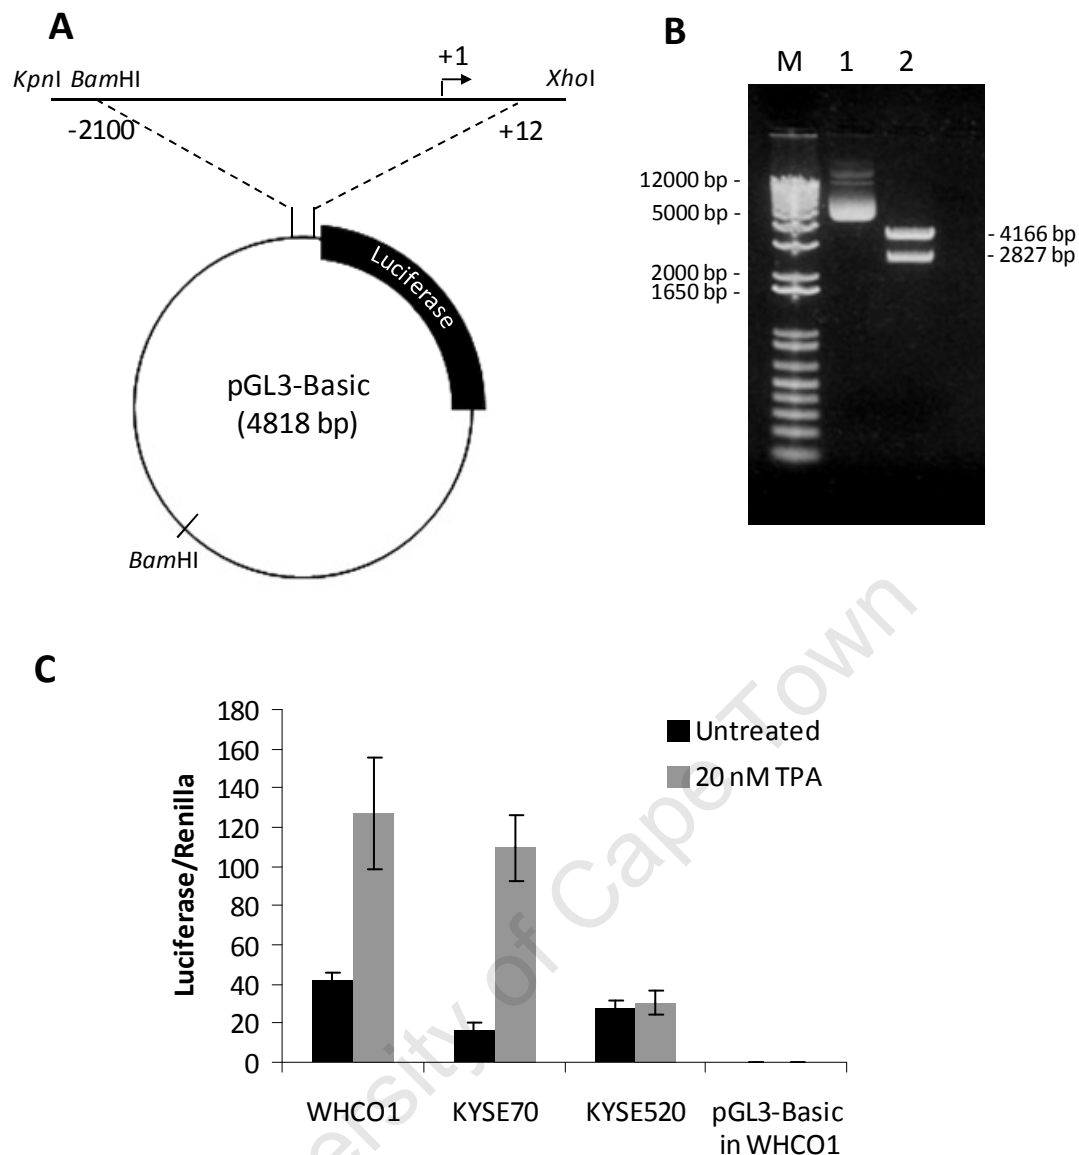 A
+1
KpnI BamHI
XhoI
-2100
+12
Luciferase
pGL3-Basic
(4818 bp)
BamHI
B
M 1 2
12000 bp -
5000 bp -
2000 bp -
1650 bp -
- 4166 bp
- 2827 bp
C
Luciferase/Renilla
180
160
140
120
100
80
60
40
20
0
Untreated
20 nM TPA
WHCO1
KYSE70
KYSE520
pGL3-Basic
in WHCO1
ersity of Cape Town